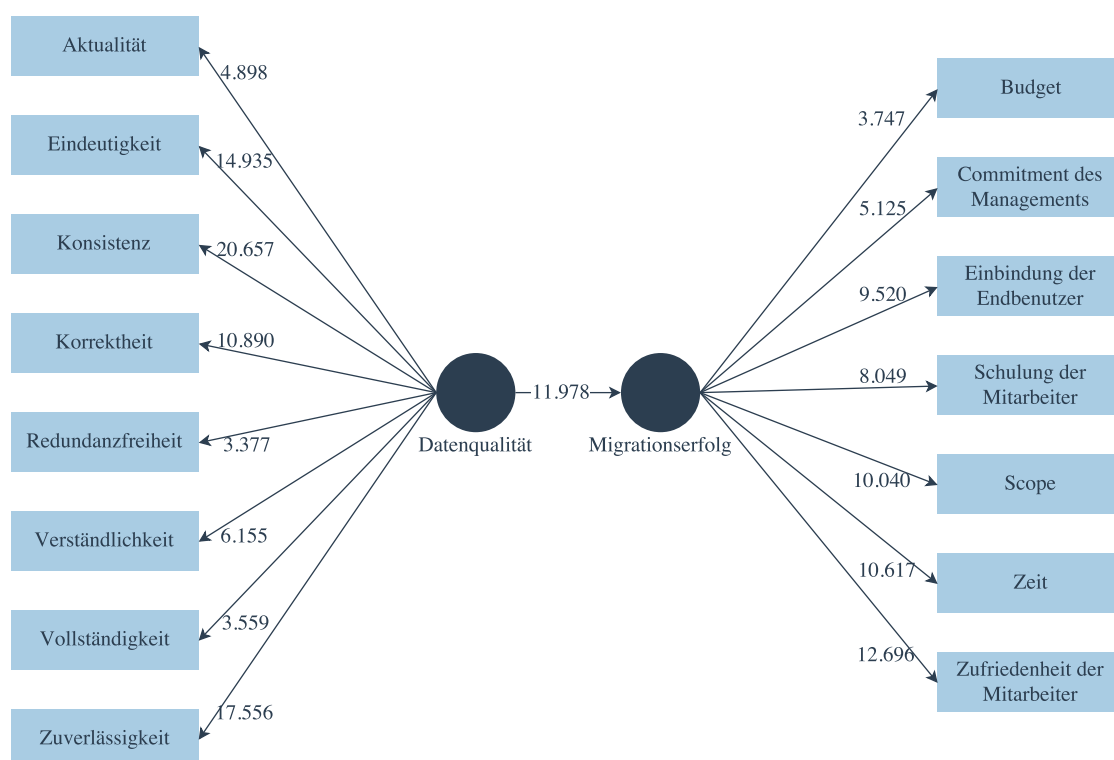 Aktualität
4.898
Eindeutigkeit
14.935
Konsistenz
20.657
Korrektheit
10.890
Redundanzfreiheit
3.377
Verständlichkeit
6.155
Vollständigkeit
3.559
Zuverlässigkeit
17.556
Datenqualität
11.978
Migrationserfolg
3.747
Budget
5.125
Commitment des
Managements
9.520
Einbindung der
Endbenutzer
8.049
Schulung der
Mitarbeiter
10.040
Scope
10.617
Zeit
12.696
Zufriedenheit der
Mitarbeiter